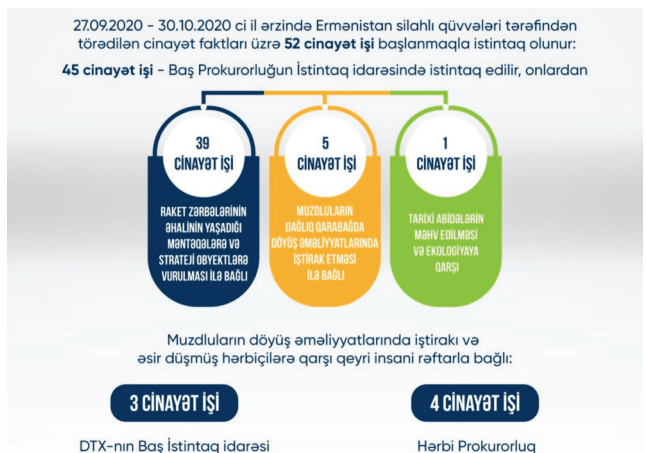 27.09.2020 - 30.10.2020 ci il ərzində Ermənistan silahlı qüvvələri tərəfindən
törədilən cinayət faktları üzrə 52 cinayət işi başlanmaqla istintaq olunur:
45 cinayət işi - Baş Prokurorluğun İstintaq idarəsində istintaq edilir, onlardan
39
CİNAYƏT İŞİ
RAKET ZƏRBƏLƏRİNİN
ƏHALİNİN YAŞADIĞI
MƏNTƏQƏLƏRƏ VƏ
STRATEJİ OBYEKTLƏRƏ
VURULMASI İLƏ BAĞLI
5
CİNAYƏT İŞİ
MUZDLULARIN
DAĞLIQ QARABAĞDA
DÖYÜŞ ƏMƏLİYYATLARINDA
İŞTİRAK ETMƏSİ
İLƏ BAĞLI
1
CİNAYƏT İŞİ
TARİXİ ABİDƏLƏRİN
MƏHV EDİLMƏSİ
VƏ EKOLOGİYAYA
QARŞI
Muzdluların döyüş əməliyyatlarında iştirakı və
əsir düşmüş hərbiçilərə qarşı qeyri insani rəftarla bağlı:
3 CİNAYƏT İŞİ
4 CİNAYƏT İŞİ
DTX-nın Baş İstintaq idarəsi
Hərbi Prokurorluq